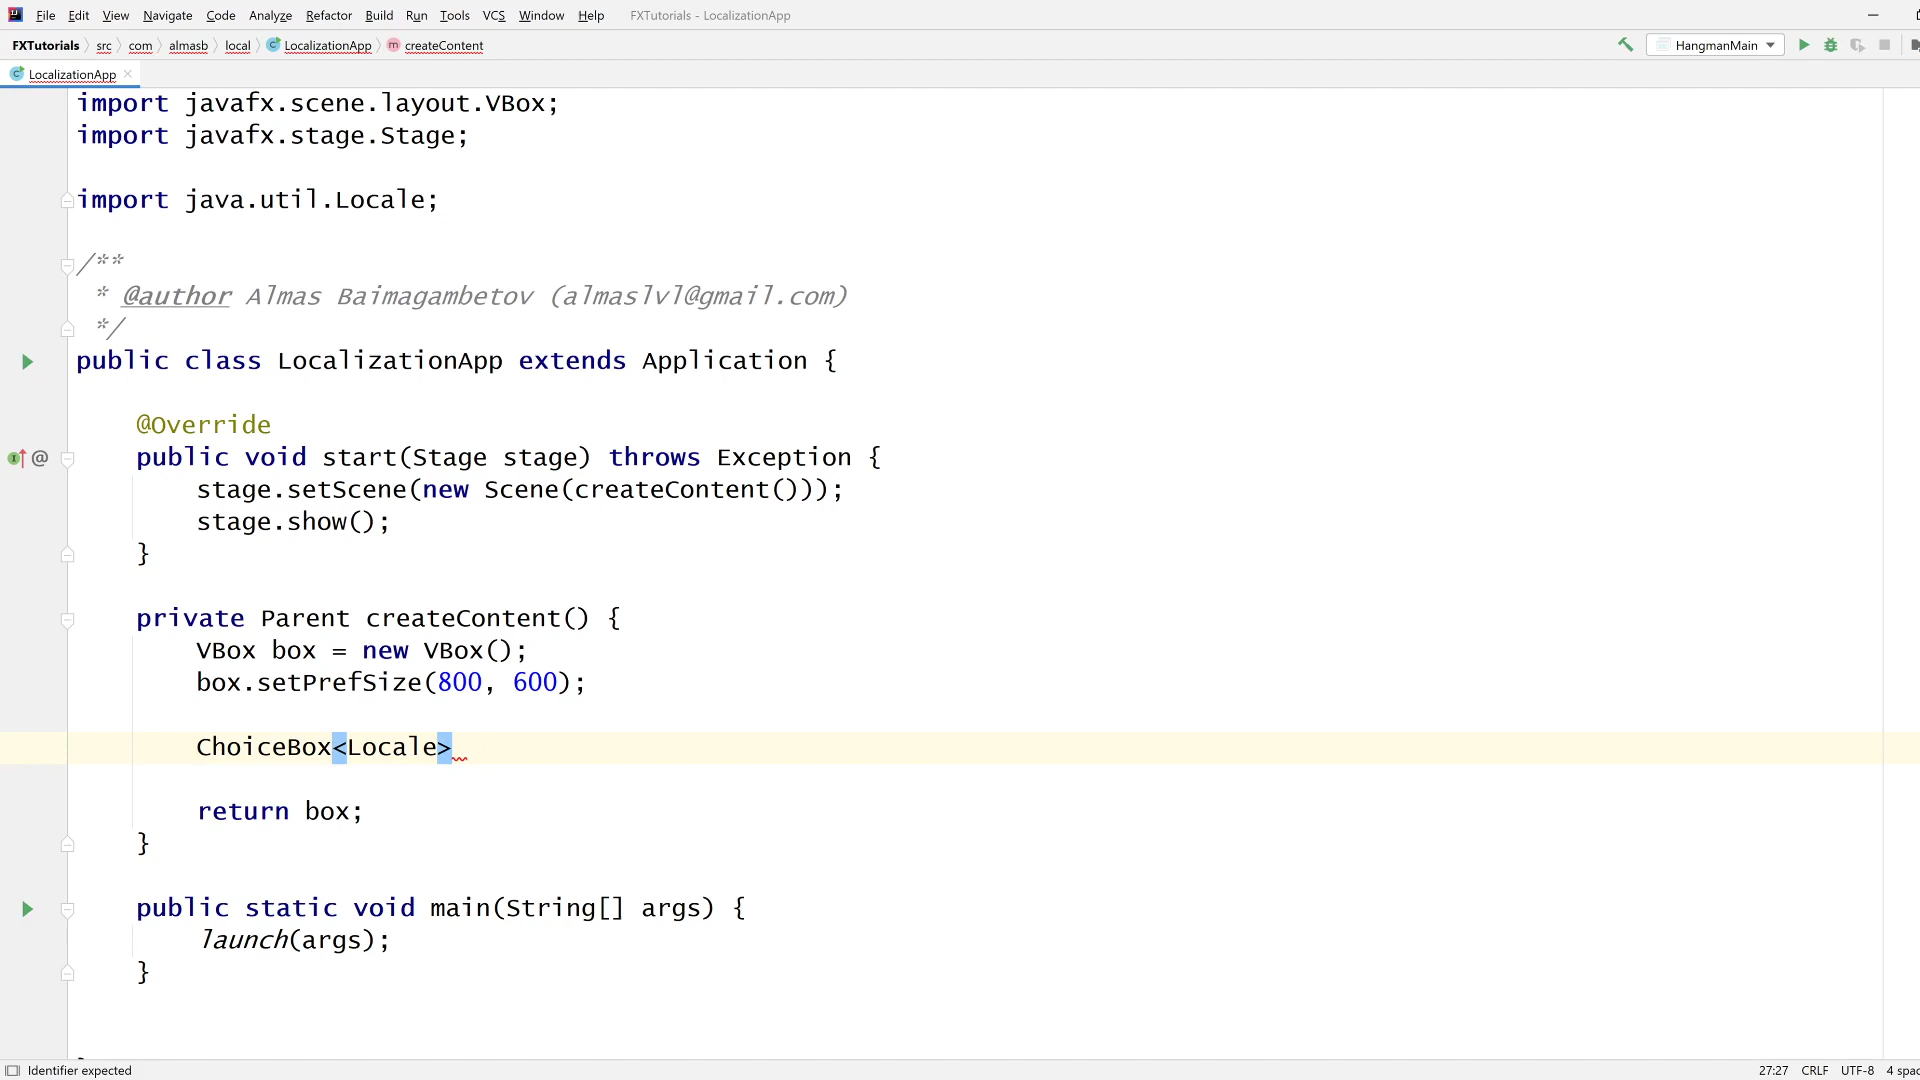 File Edit View Navigate Code Analyze Refactor Build Run Tools VCS Window Help FXTutorials - LocalizationApp
FXTutorials src com almasb local LocalizationApp createContent HangmanMain
LocalizationApp
import javafx.scene.layout.VBox;
import javafx.stage.Stage;
import java.util.Locale;
/**
* @author Almas Baimagambetov (almaslvl@gmail.com)
*/
public class LocalizationApp extends Application {
@Override
public void start(Stage stage) throws Exception {
stage.setScene(new Scene(createContent()));
stage.show();
}
private Parent createContent() {
VBox box = new VBox();
box.setPrefSize(800, 600);
ChoiceBox<Locale>
return box;
}
public static void main(String[] args) {
launch(args);
}
Identifier expected 27:27 CRLF UTF-8 4 spac